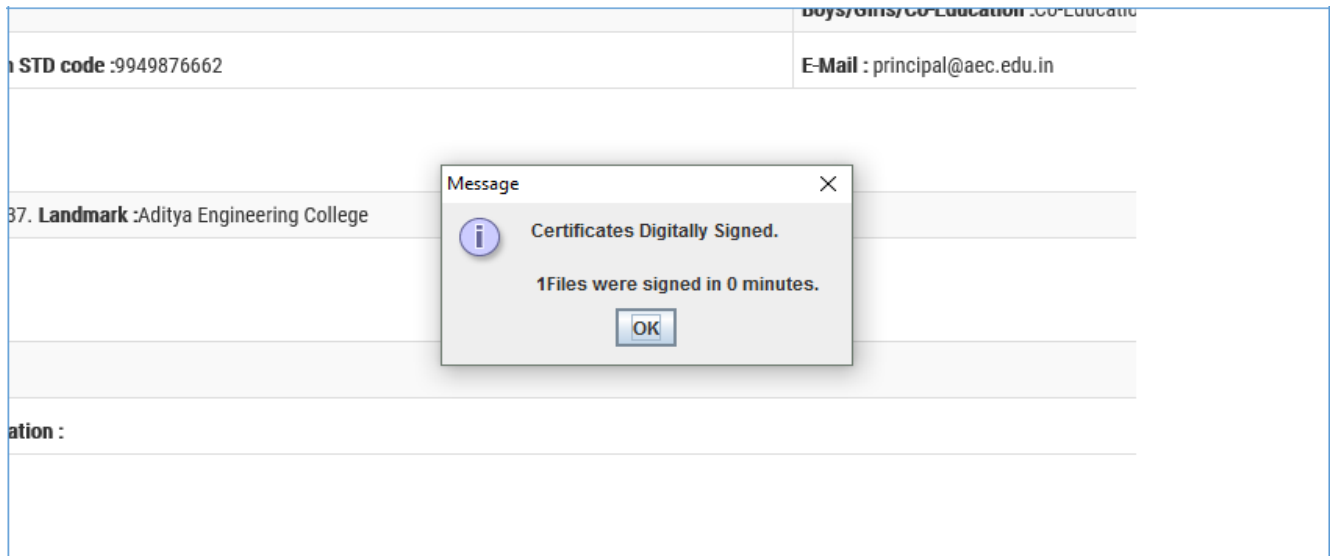 Boys/Girls/Co-Education :Co-Educatio
n STD code :9949876662
E-Mail : principal@aec.edu.in
Message
37. Landmark :Aditya Engineering College
Certificates Digitally Signed.
1Files were signed in 0 minutes.
OK
ation :